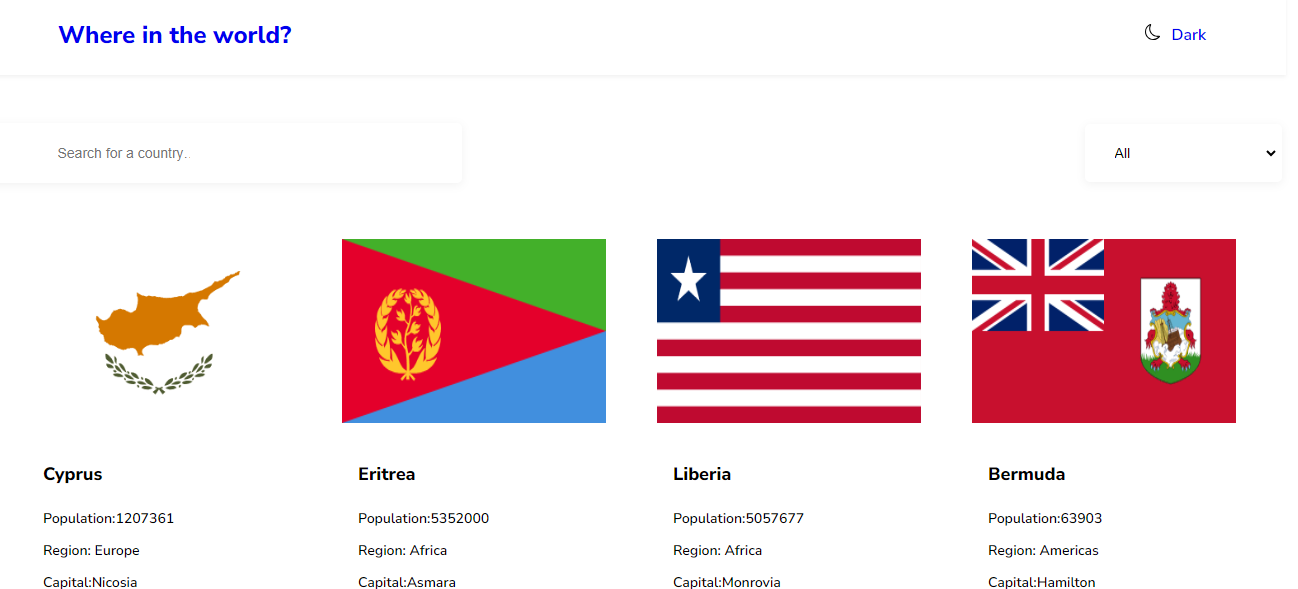 Where in the world?
Dark
Search for a country..
All
Cyprus
Population:1207361
Region: Europe
Capital:Nicosia
Eritrea
Population:5352000
Region: Africa
Capital:Asmara
Liberia
Population:5057677
Region: Africa
Capital:Monrovia
Bermuda
Population:63903
Region: Americas
Capital:Hamilton